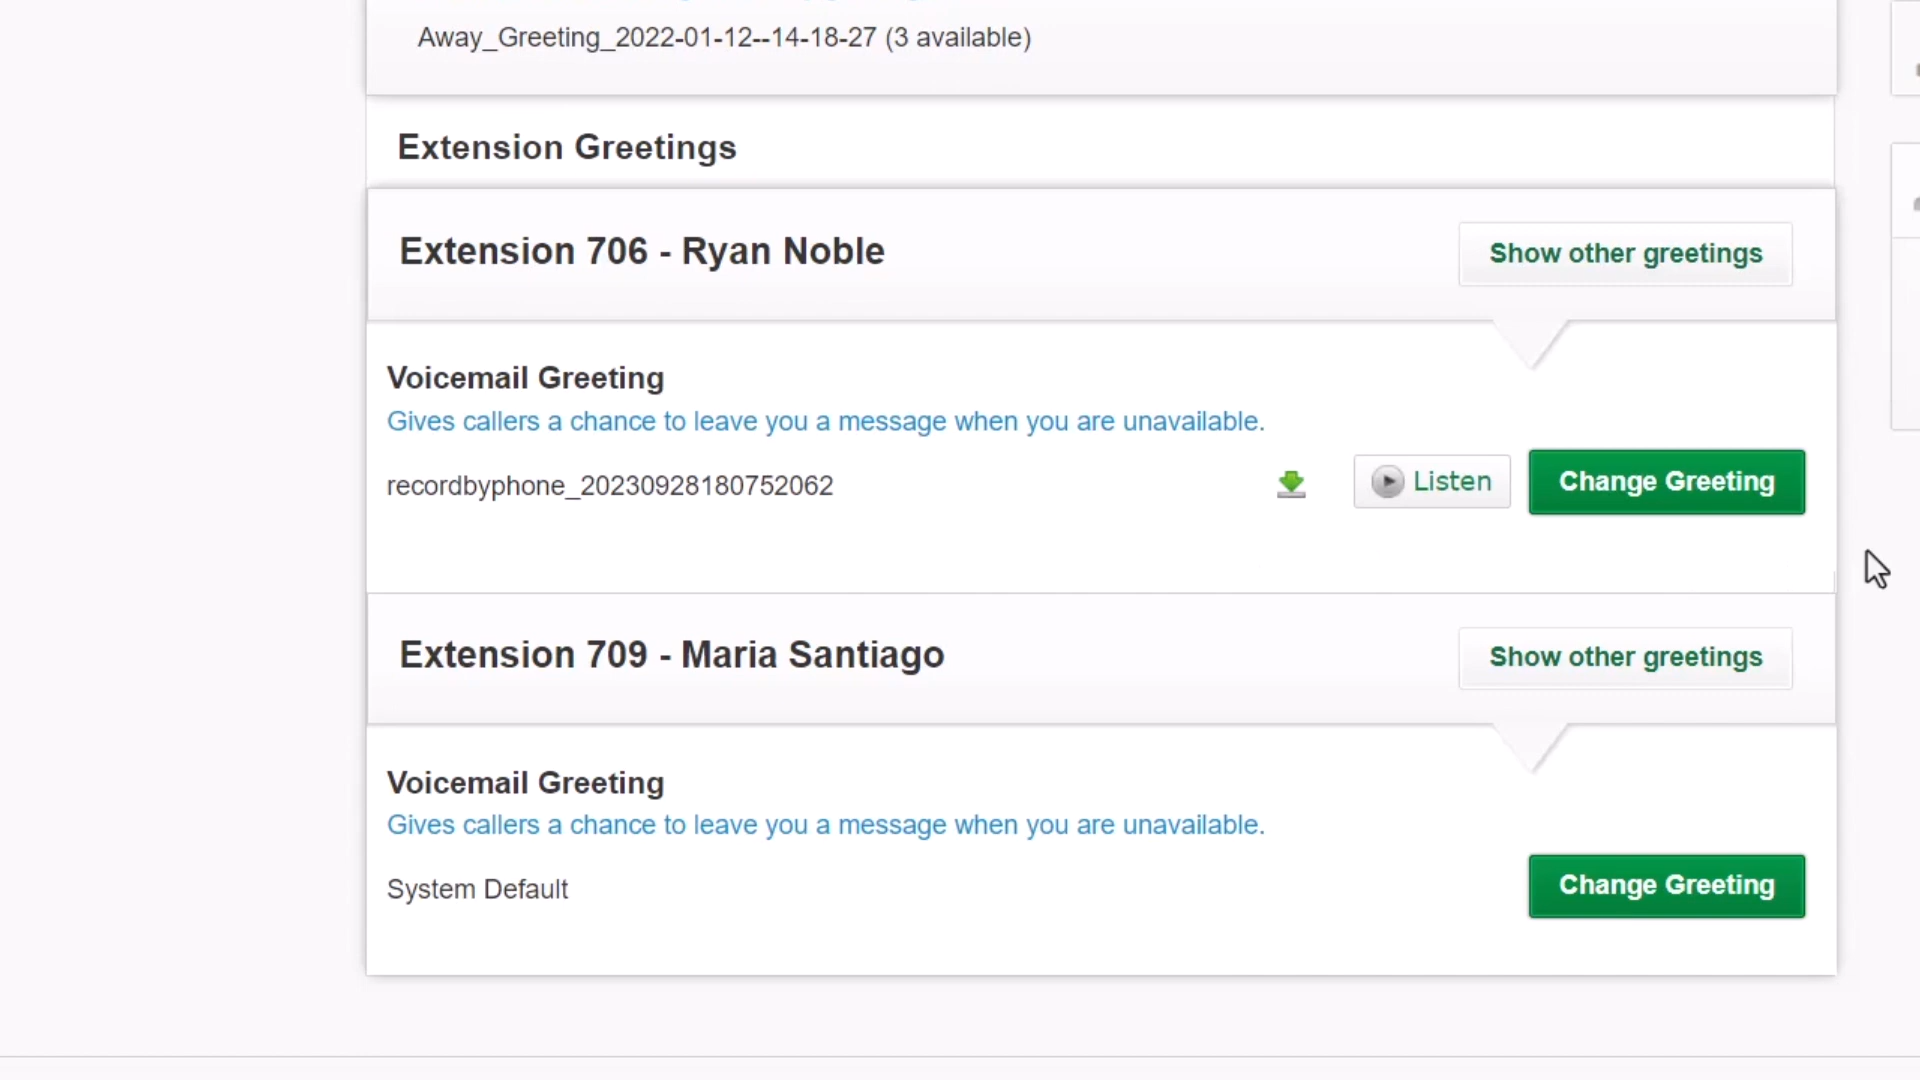 Away_Greeting_2022-01-12--14-18-27 (3 available)
Extension Greetings
Extension 706 - Ryan Noble
Show other greetings
Voicemail Greeting
Gives callers a chance to leave you a message when you are unavailable.
recordbyphone_20230928180752062
Listen
Change Greeting
Extension 709 - Maria Santiago
Show other greetings
Voicemail Greeting
Gives callers a chance to leave you a message when you are unavailable.
System Default
Change Greeting